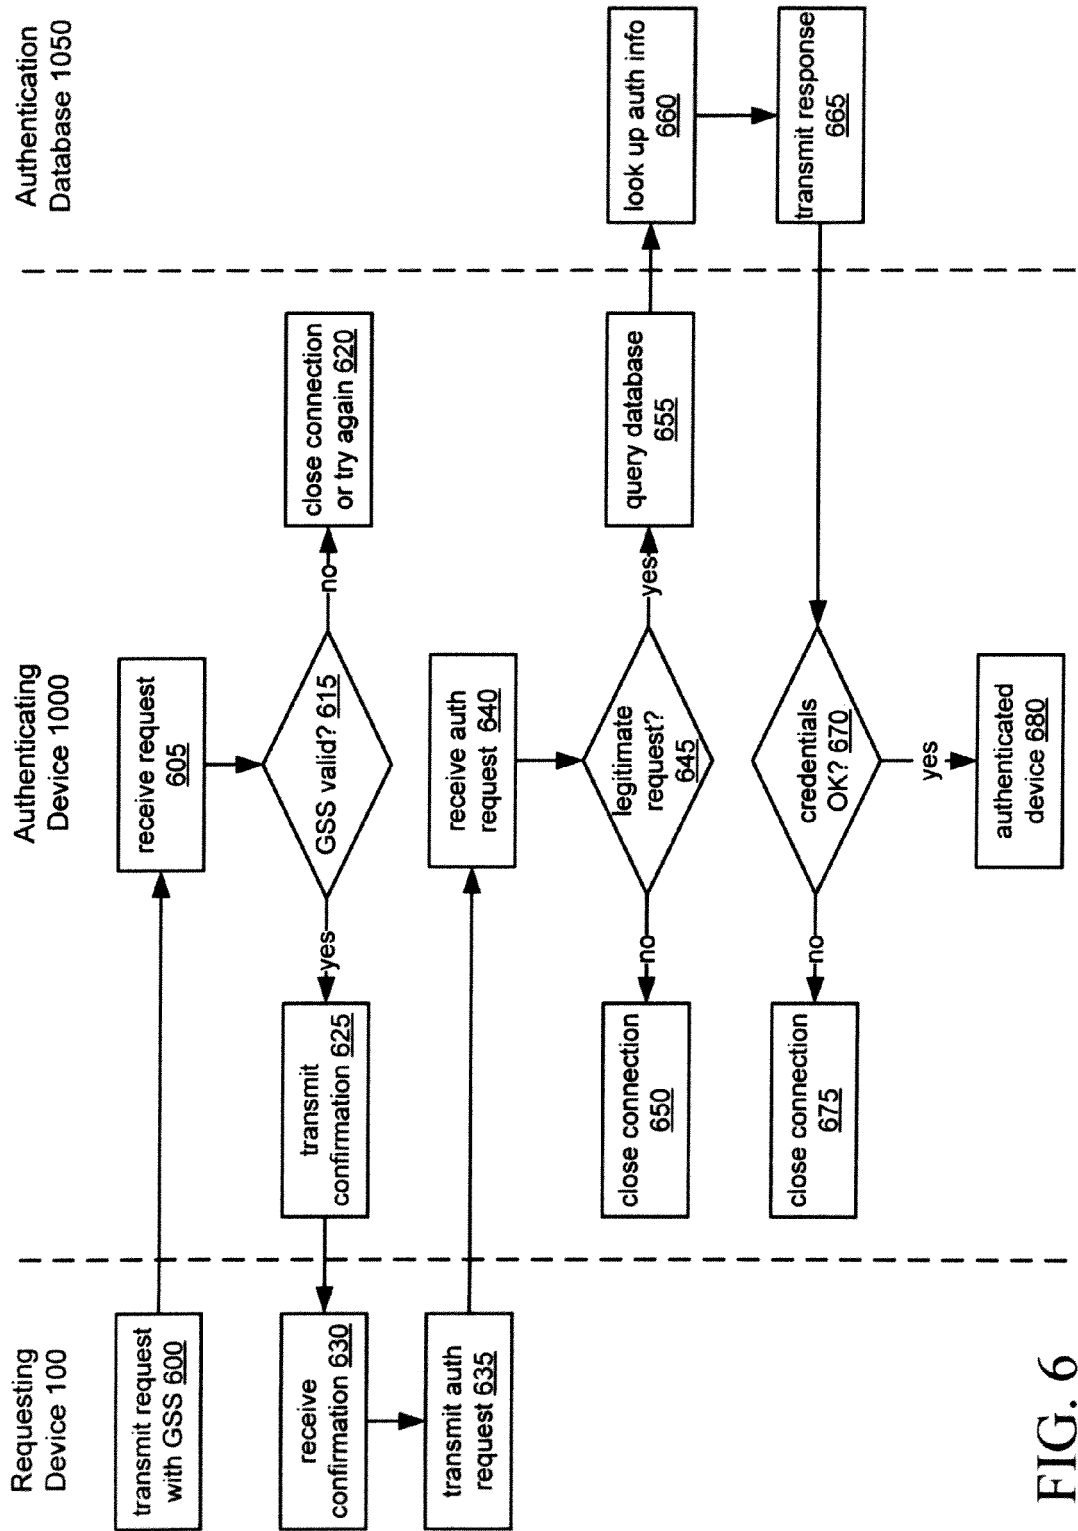 Requesting
Device 100
Authenticating
Device 1000
Authentication
Database 1050
transmit request
with GSS 600
receive request
605
GSS valid? 615
no
close connection
or try again 620
yes
transmit
confirmation 625
receive
confirmation 630
transmit auth
request 635
receive auth
request 640
legitimate
request?
645
no
close connection
650
yes
query database
655
look up auth info
660
transmit response
665
credentials
OK? 670
no
close connection
675
yes
authenticated
device 680
FIG. 6